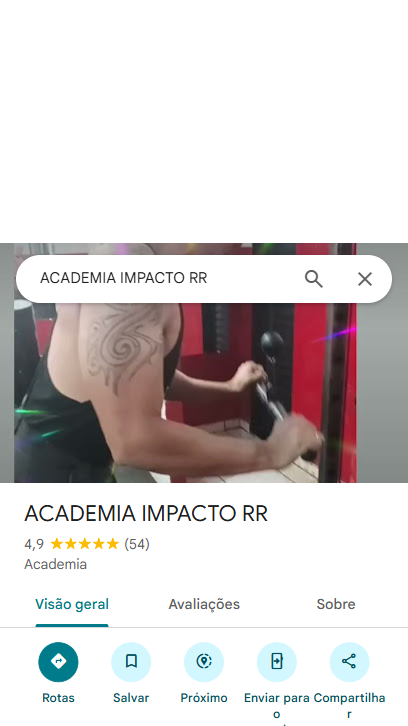 ACADEMIA IMPACTO RR
ACADEMIA IMPACTO RR
4,9 (54)
Academia
Visão geral Avaliações Sobre
Rotas Salvar Próximo Enviar para Compartilha
o r